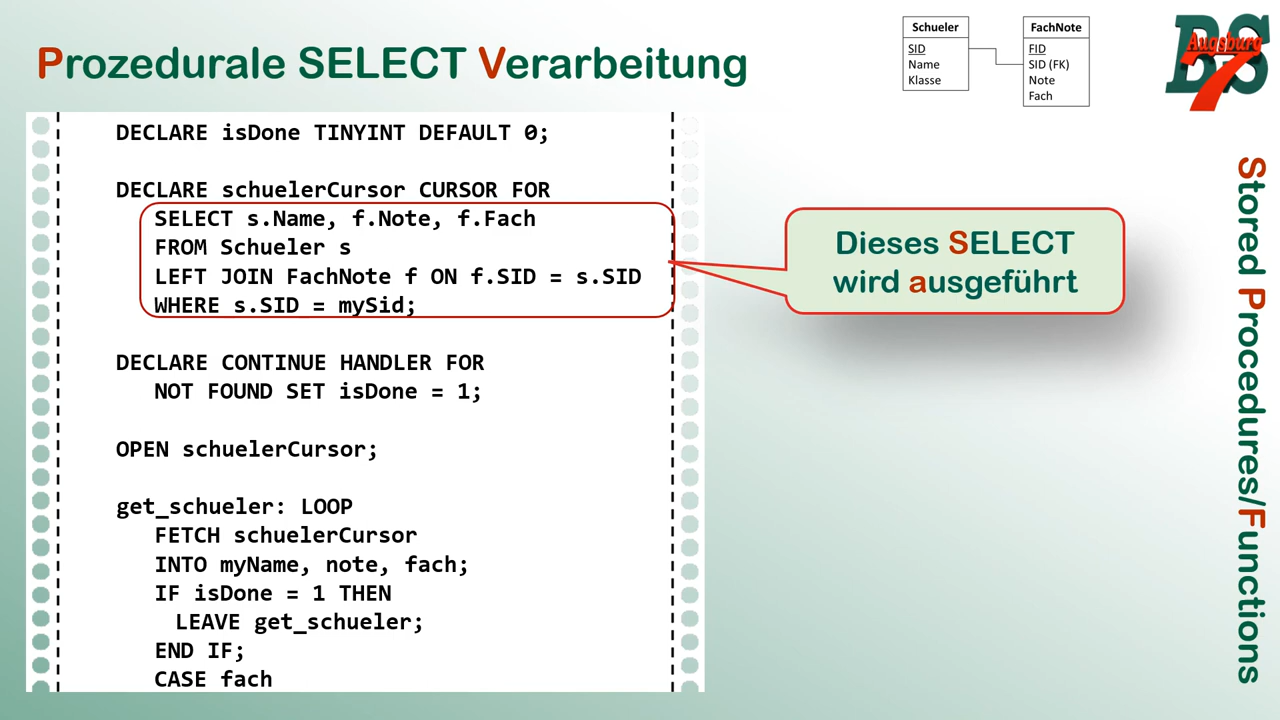 Prozedurale SELECT Verarbeitung
Schueler
SID
Name
Klasse
FachNote
FID
SID (FK)
Note
Fach
BS
Augsburg
7
DECLARE isDone TINYINT DEFAULT 0;
DECLARE schuelerCursor CURSOR FOR
SELECT s.Name, f.Note, f.Fach
FROM Schueler s
LEFT JOIN FachNote f ON f.SID = s.SID
WHERE s.SID = mySid;
DECLARE CONTINUE HANDLER FOR
NOT FOUND SET isDone = 1;
OPEN schuelerCursor;
get_schueler: LOOP
FETCH schuelerCursor
INTO myName, note, fach;
IF isDone = 1 THEN
LEAVE get_schueler;
END IF;
CASE fach
Dieses SELECT
wird ausgeführt
Stored Procedures/Functions